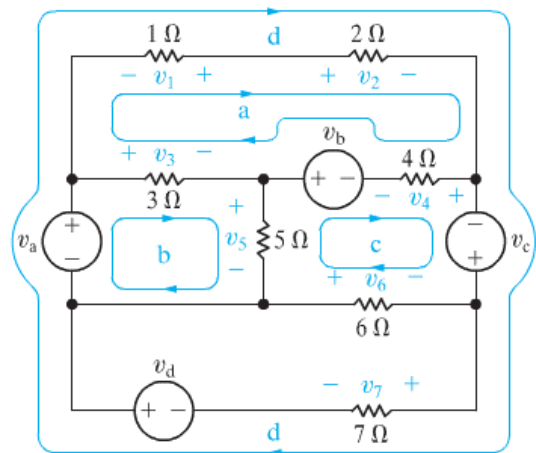 d
1 Ω 2 Ω
− v1 + + v2 −
a
vb
+ v3 − 4 Ω
+ − − v4 +
3 Ω
va + − b + v5 − 5 Ω c − + vc
+ v6 −
6 Ω
vd
+ − − v7 +
7 Ω
d